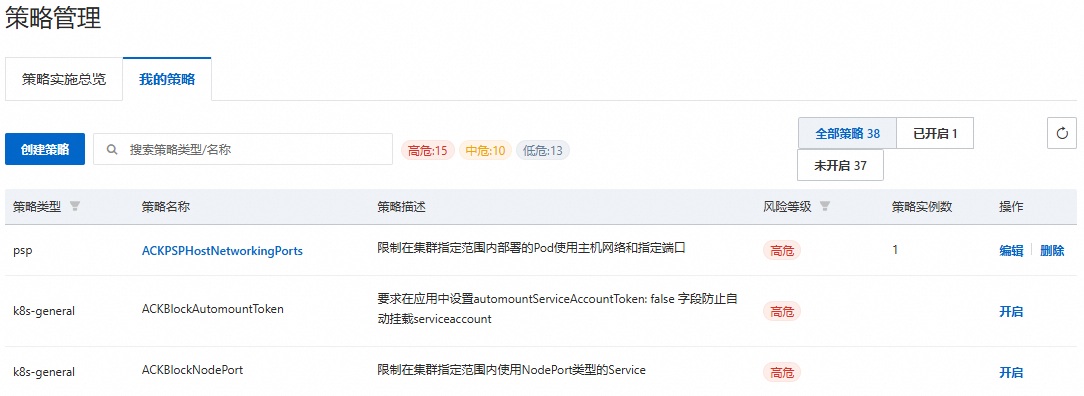 策略管理
策略实施总览 我的策略
创建策略 搜索策略类型/名称 高危:15 中危:10 低危:13 全部策略 38 已开启 1
未开启 37
策略类型 策略名称 策略描述 风险等级 策略实例数 操作
psp ACKPSPHostNetworkingPorts 限制在集群指定范围内部署的Pod使用主机网络和指定端口 高危 1 编辑 删除
k8s-general ACKBlockAutomountToken 要求在应用中设置automountServiceAccountToken: false 字段防止自
动挂载serviceaccount 高危 开启
k8s-general ACKBlockNodePort 限制在集群指定范围内使用NodePort类型的Service 高危 开启